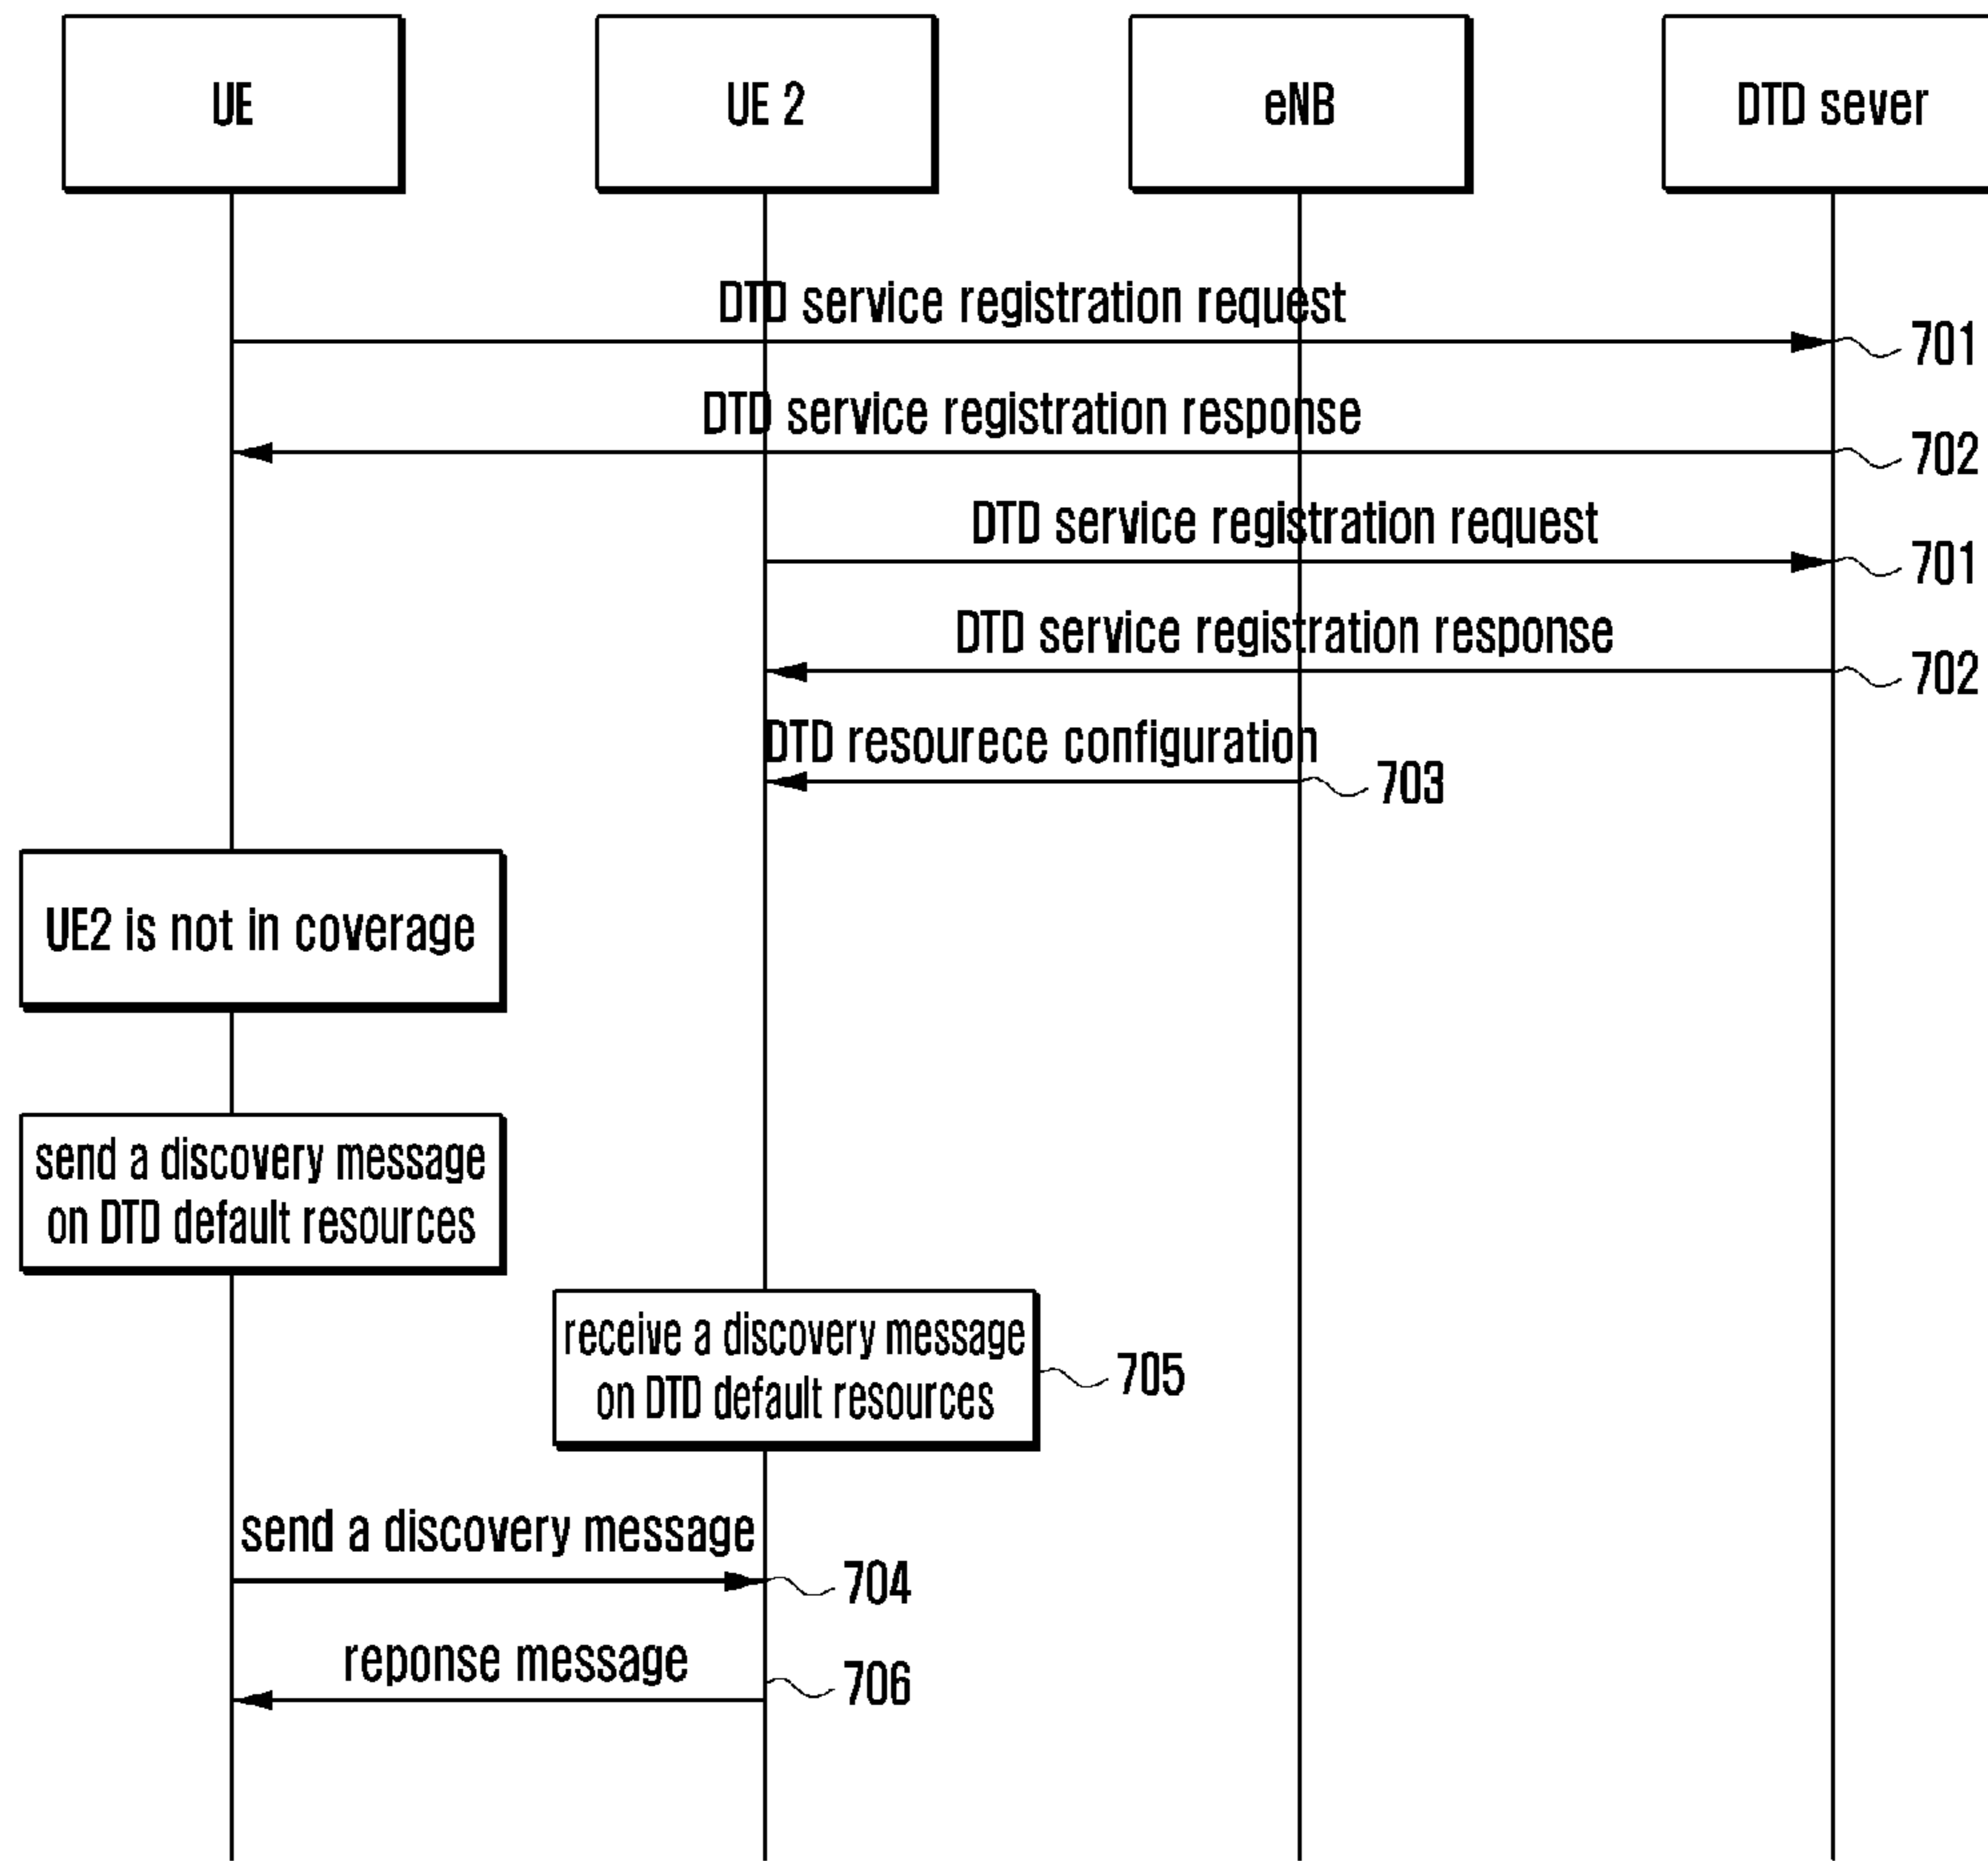 UE
UE 2
eNB
DTD sever
DTD service registration request
701
DTD service registration response
702
DTD service registration request
701
DTD service registration response
702
DTD resourece configuration
703
UE2 is not in coverage
send a discovery message
on DTD default resources
receive a discovery message
on DTD default resources
705
send a discovery message
704
reponse message
706